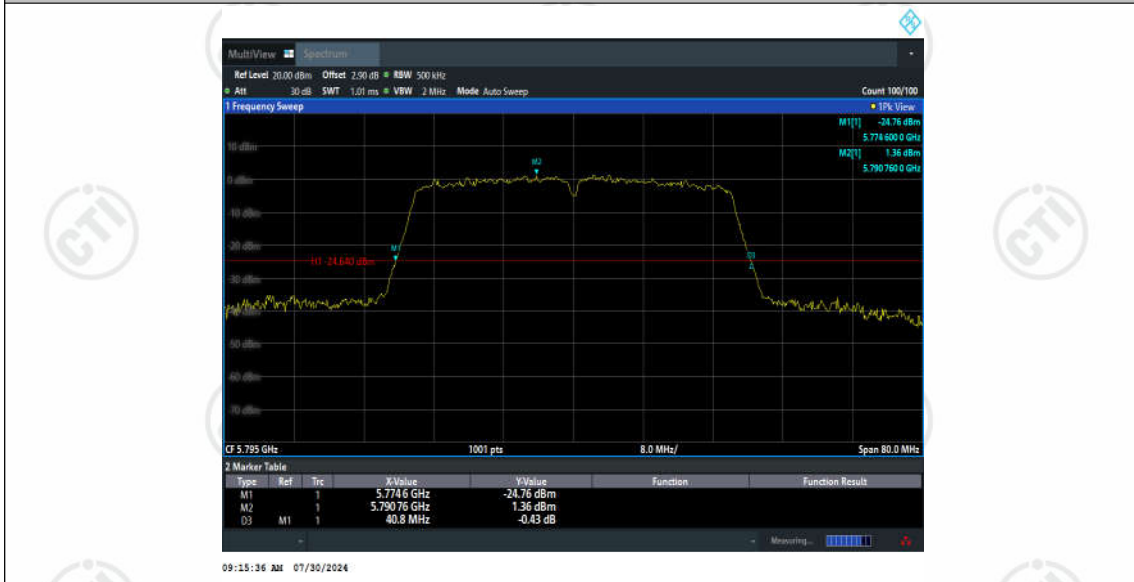 MultiView Spectrum
Ref Level 20.00 dBm Offset 2.90 dB RBW 500 kHz
Att 30 dB SWT 1.01 ms VBW 2 MHz Mode Auto Sweep Count 100/100
1 Frequency Sweep 1Pk View
M1[1] -24.76 dBm
5.774 600 0 GHz
10 dBm
M2[1] 1.36 dBm
M2
5.790 760 0 GHz
0 dBm
-10 dBm
-20 dBm
M1
D3
H1 -24.640 dBm
-30 dBm
-40 dBm
-50 dBm
-60 dBm
-70 dBm
CF 5.795 GHz 1001 pts 8.0 MHz/ Span 80.0 MHz
2 Marker Table
Type Ref Trc X-Value Y-Value Function Function Result
M1 1 5.774 6 GHz -24.76 dBm
M2 1 5.790 76 GHz 1.36 dBm
D3 M1 1 40.8 MHz -0.43 dB
Measuring...
09:15:36 AM 07/30/2024
CTI
CTI